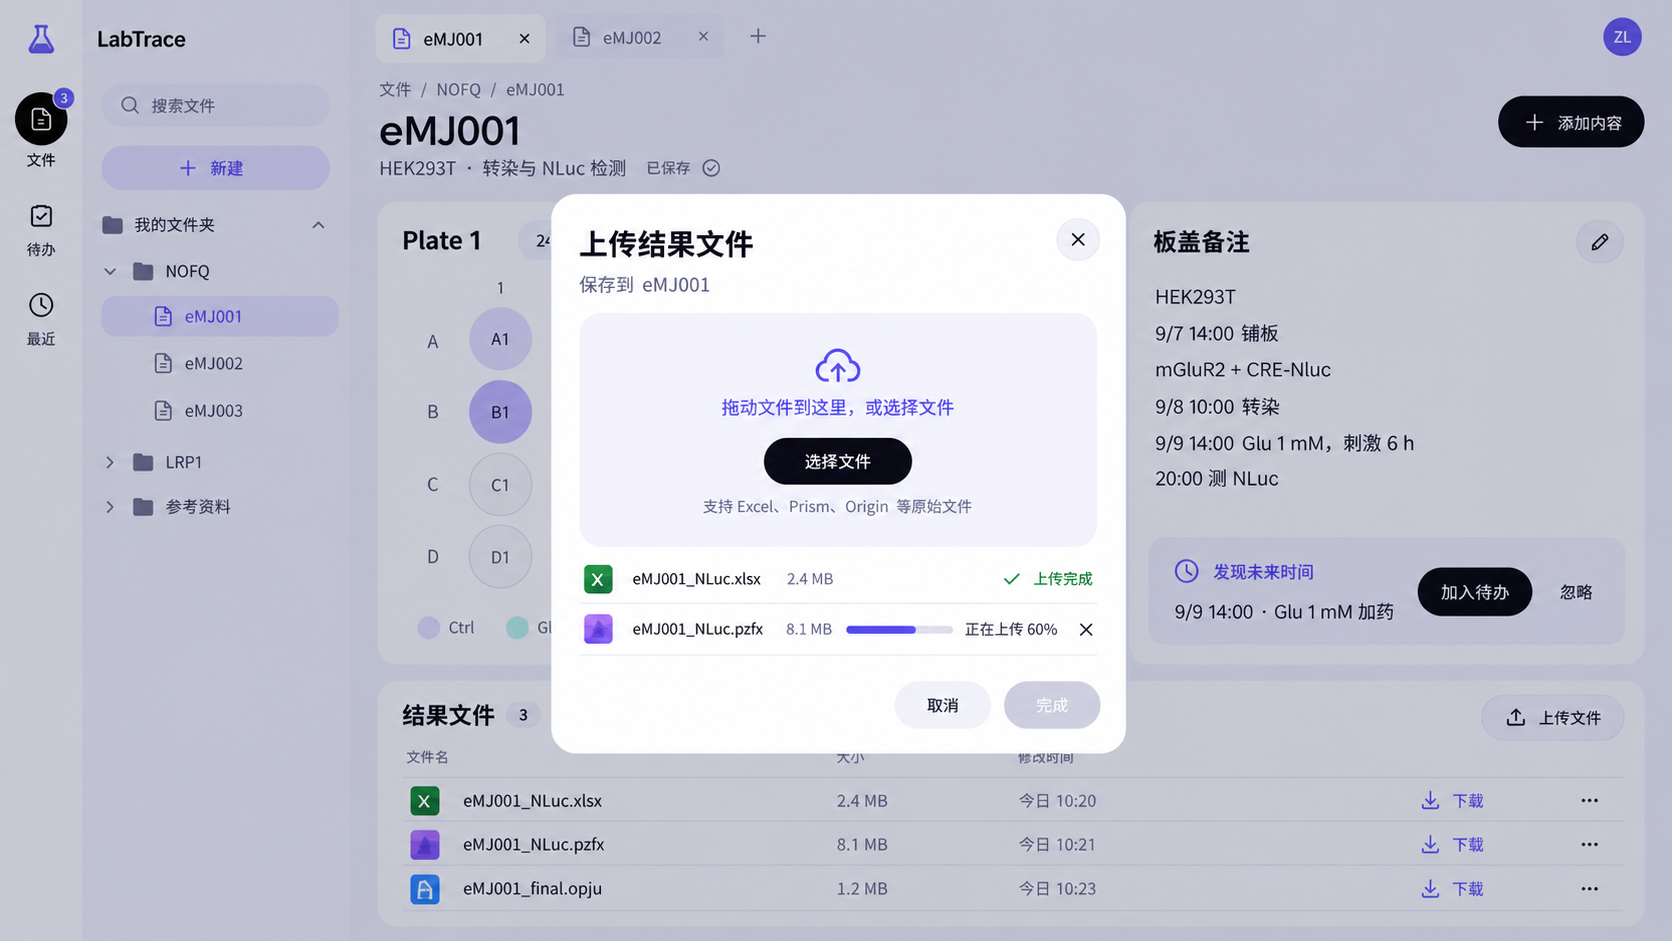 LabTrace
3
文件
待办
最近
搜索文件
新建
我的文件夹
NOFQ
eMJ001
eMJ002
eMJ003
LRP1
参考资料
eMJ001
eMJ002
ZL
文件 / NOFQ / eMJ001
eMJ001
HEK293T · 转染与 NLuc 检测 已保存
添加内容
Plate 1
24
1
A A1
B B1
C C1
D D1
Ctrl
上传结果文件
保存到 eMJ001
拖动文件到这里，或选择文件
选择文件
支持 Excel、Prism、Origin 等原始文件
eMJ001_NLuc.xlsx 2.4 MB 上传完成
eMJ001_NLuc.pzfx 8.1 MB 正在上传 60%
取消 完成
板盖备注
HEK293T
9/7 14:00 铺板
mGluR2 + CRE-Nluc
9/8 10:00 转染
9/9 14:00 Glu 1 mM，刺激 6 h
20:00 测 NLuc
发现未来时间
9/9 14:00 · Glu 1 mM 加药
加入待办 忽略
结果文件 3
上传文件
文件名 大小 修改时间
eMJ001_NLuc.xlsx 2.4 MB 今日 10:20 下载
eMJ001_NLuc.pzfx 8.1 MB 今日 10:21 下载
eMJ001_final.opju 1.2 MB 今日 10:23 下载